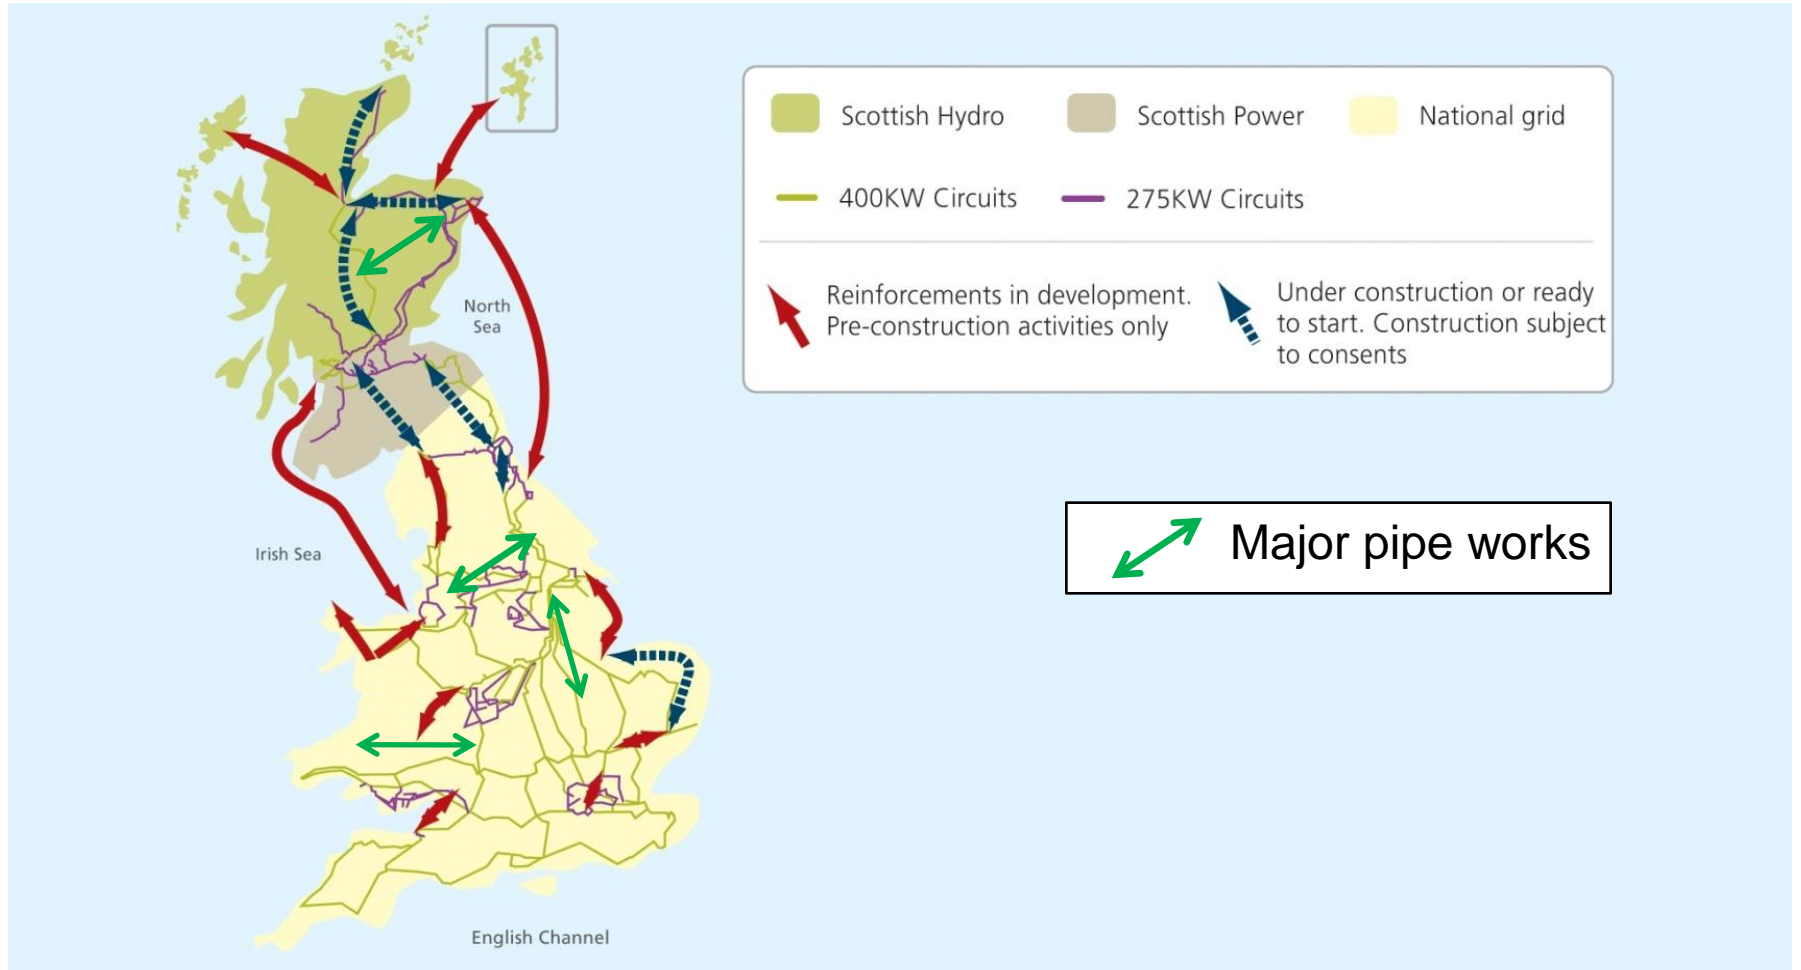 Scottish Hydro
Scottish Power
National grid
400KW Circuits
275KW Circuits
Reinforcements in development.
Pre-construction activities only
Under construction or ready
to start. Construction subject
to consents
North
Sea
Major pipe works
Irish Sea
English Channel